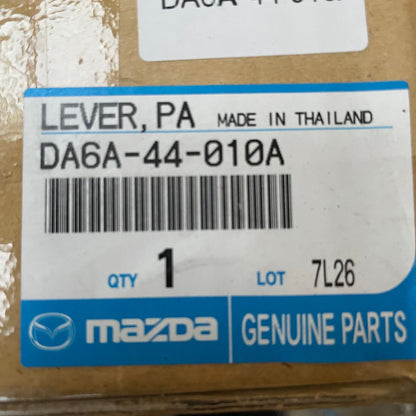 LEVER, PA MADE IN THAILAND
DA6A-44-010A
QTY 1 LOT 7L26
mazda GENUINE PARTS